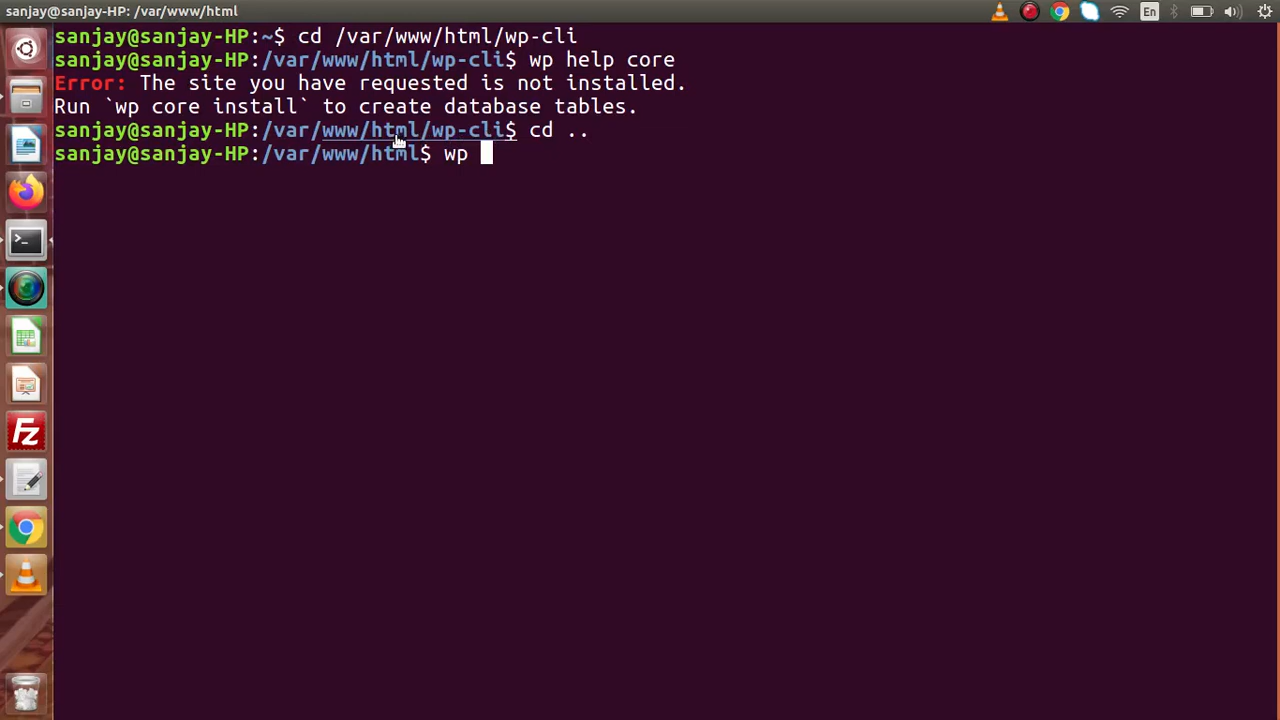 sanjay@sanjay-HP: /var/www/html
En
sanjay@sanjay-HP:~$ cd /var/www/html/wp-cli
sanjay@sanjay-HP:/var/www/html/wp-cli$ wp help core
Error: The site you have requested is not installed.
Run `wp core install` to create database tables.
sanjay@sanjay-HP:/var/www/html/wp-cli$ cd ..
sanjay@sanjay-HP:/var/www/html$ wp
Fz